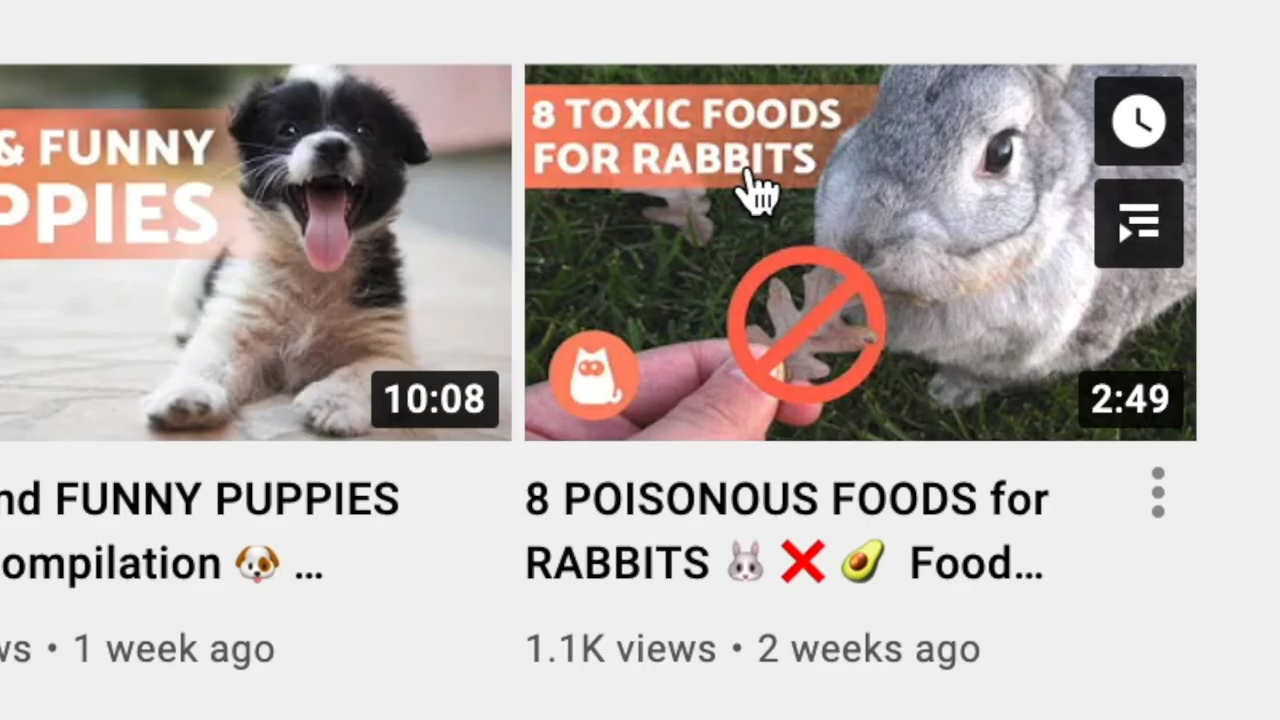 & FUNNY
PPIES
10:08
nd FUNNY PUPPIES
ompilation 🐶 ...
ws • 1 week ago
8 TOXIC FOODS
FOR RABBITS
2:49
8 POISONOUS FOODS for
RABBITS 🐰 ❌ 🥑 Food...
1.1K views • 2 weeks ago